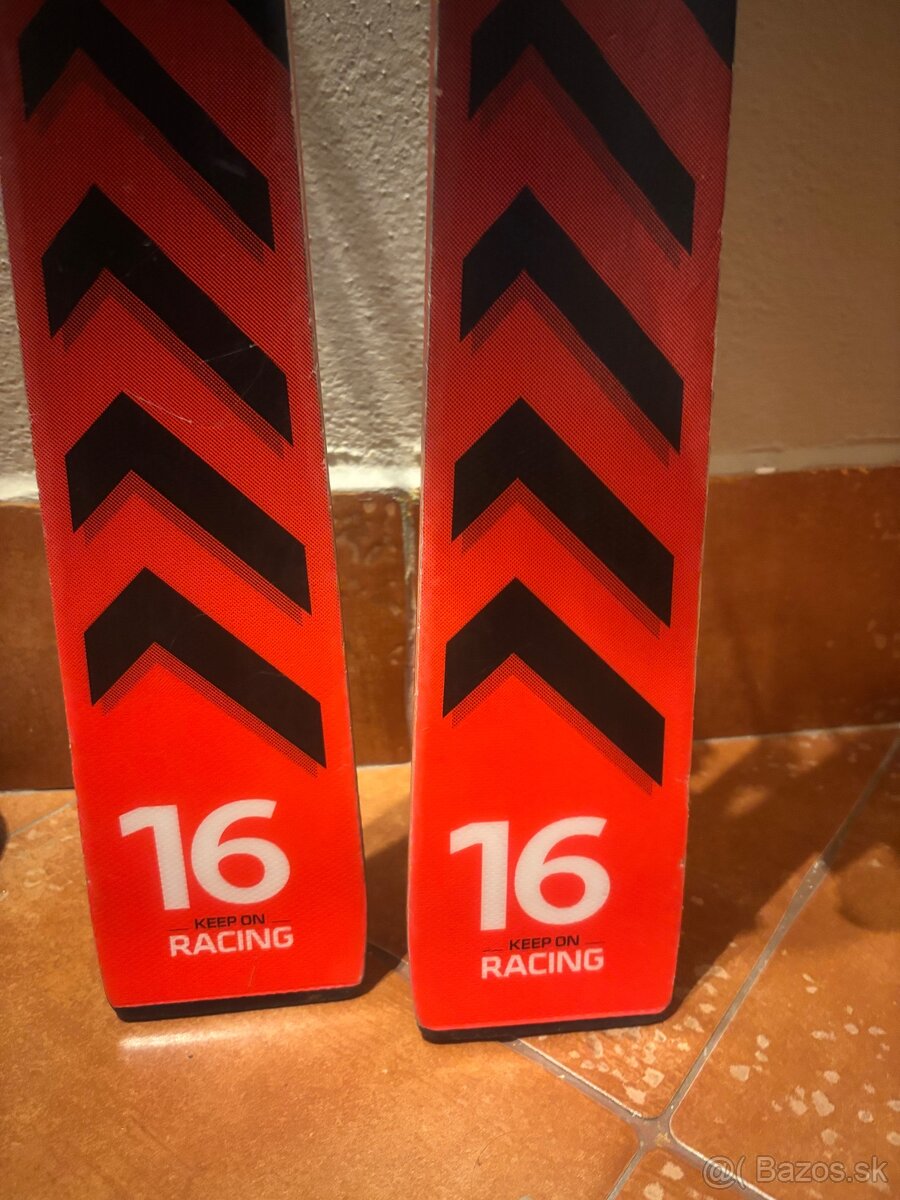 16
KEEP ON
RACING
16
KEEP ON
RACING
@( Bazos.sk